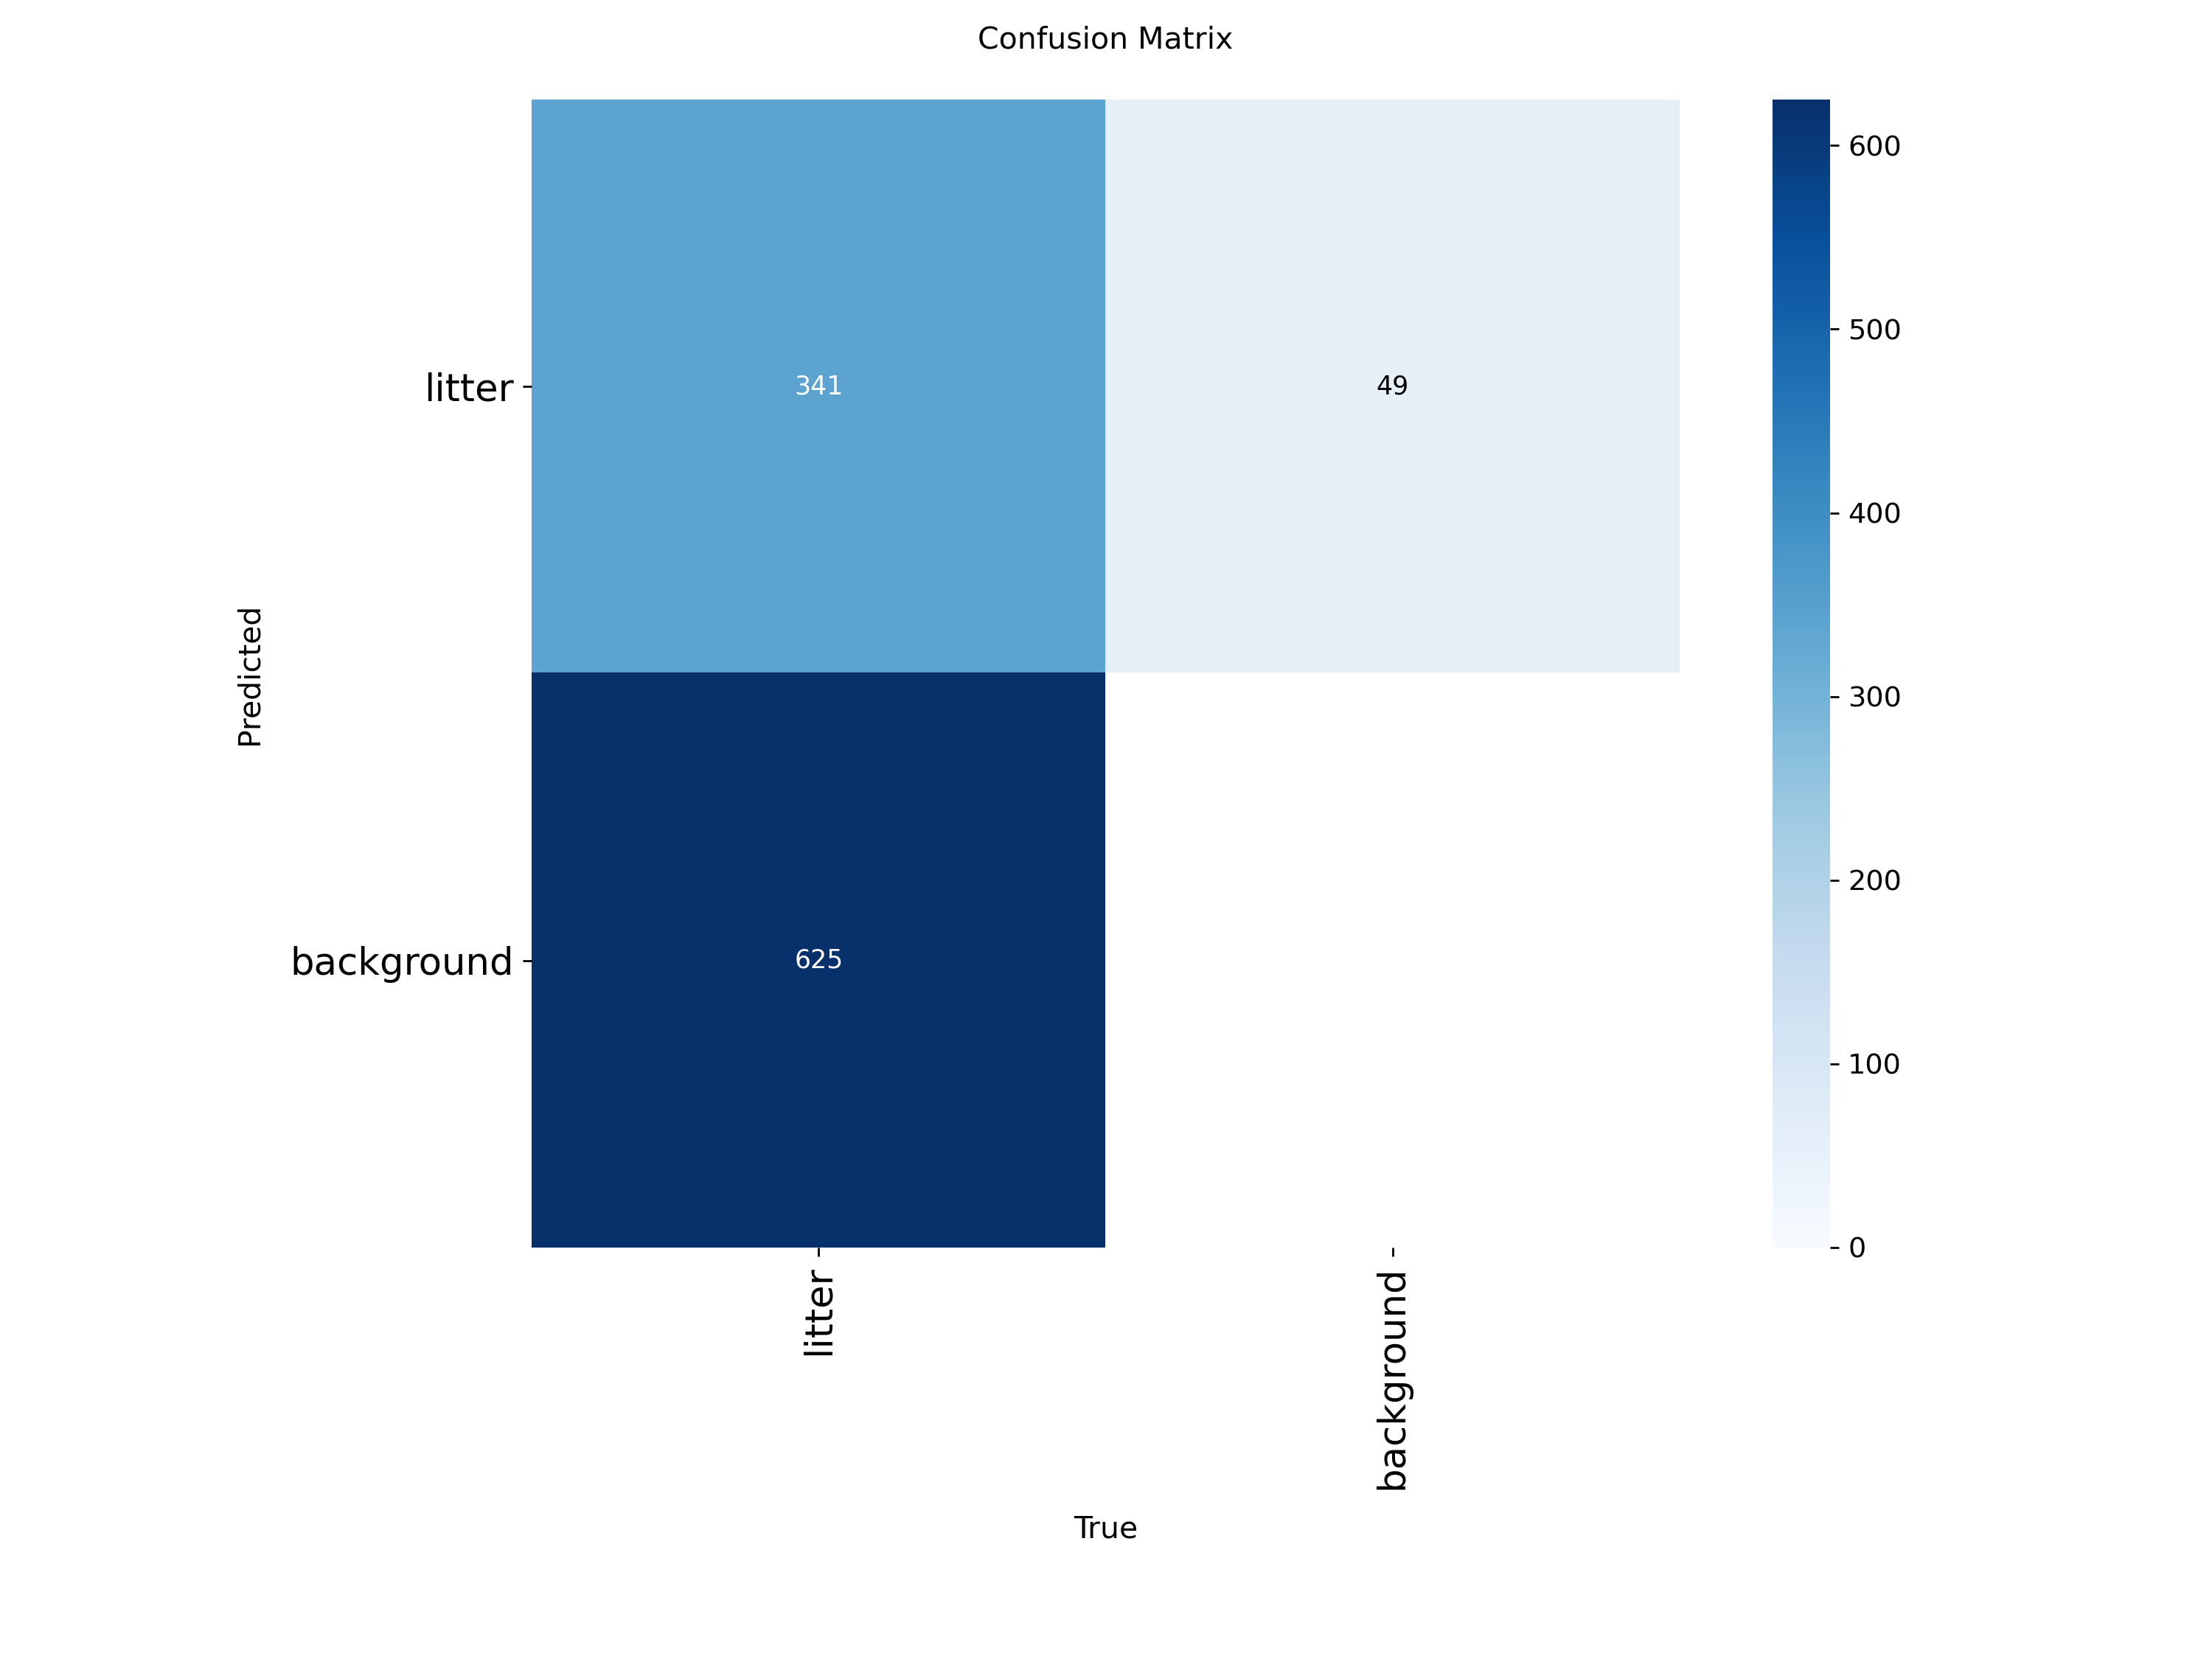 Confusion Matrix
Predicted
litter
background
341
49
625
litter
background
True
600
500
400
300
200
100
0